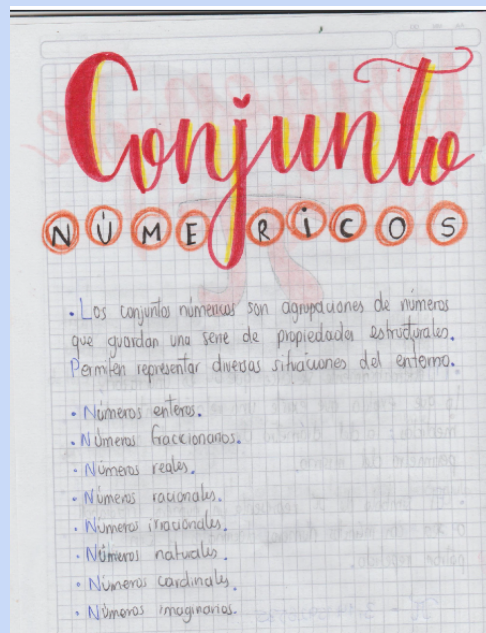 Conjunto
NÚMERICOS
• Los conjuntos númericos son agrupaciones de números
que guardan una serie de propiedades estructurales.
Permiten representar diversas situaciones del entorno.
• Números enteros.
• Números fraccionarios.
• Números reales.
• Números racionales.
• Números irracionales.
• Números naturales.
• Números cardinales.
• Números imaginarios.